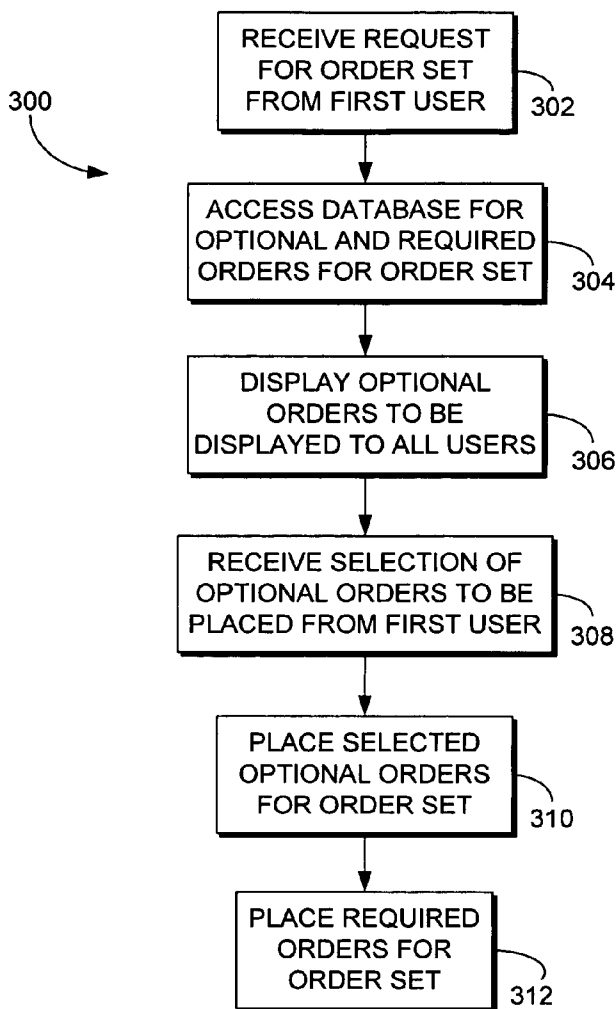 RECEIVE REQUEST
FOR ORDER SET
FROM FIRST USER
302
300
ACCESS DATABASE FOR
OPTIONAL AND REQUIRED
ORDERS FOR ORDER SET
304
DISPLAY OPTIONAL
ORDERS TO BE
DISPLAYED TO ALL USERS
306
RECEIVE SELECTION OF
OPTIONAL ORDERS TO BE
PLACED FROM FIRST USER
308
PLACE SELECTED
OPTIONAL ORDERS
FOR ORDER SET
310
PLACE REQUIRED
ORDERS FOR
ORDER SET
312